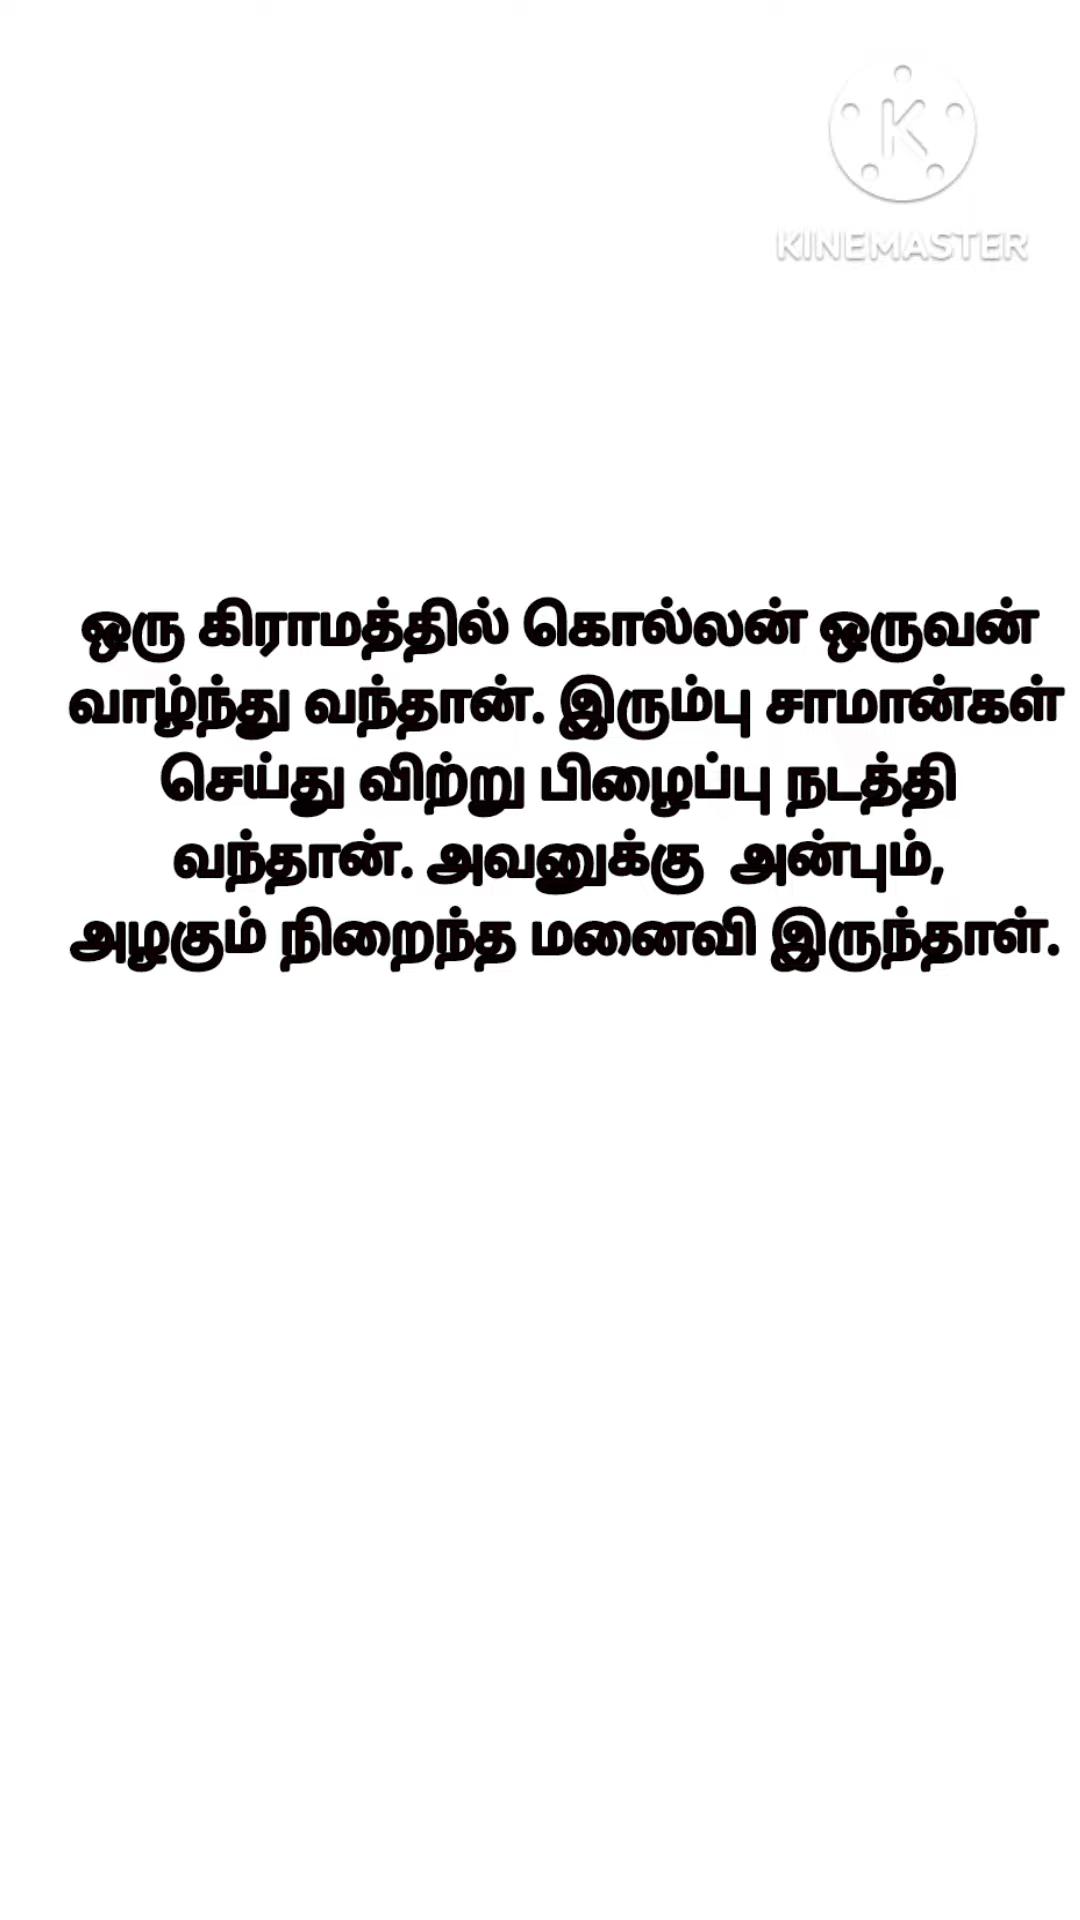 KINEMASTER
ஒரு கிராமத்தில் கொல்லன் ஒருவன்
வாழ்ந்து வந்தான். இரும்பு சாமான்கள்
செய்து விற்று பிழைப்பு நடத்தி
வந்தான். அவனுக்கு  அன்பும்,
அழகும் நிறைந்த மனைவி இருந்தாள்.